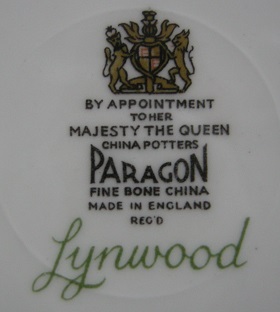 BY APPOINTMENT
TO HER
MAJESTY THE QUEEN
CHINA POTTERS
PARAGON
FINE BONE CHINA
MADE IN ENGLAND
REG'D
Lynwood